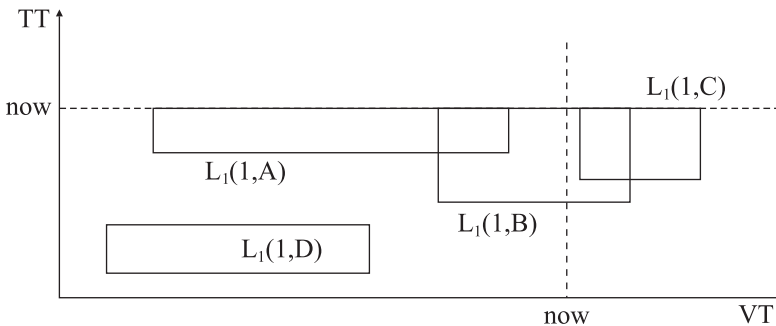 TT
L₁(1,C)
now
L₁(1,A)
L₁(1,B)
L₁(1,D)
now
VT